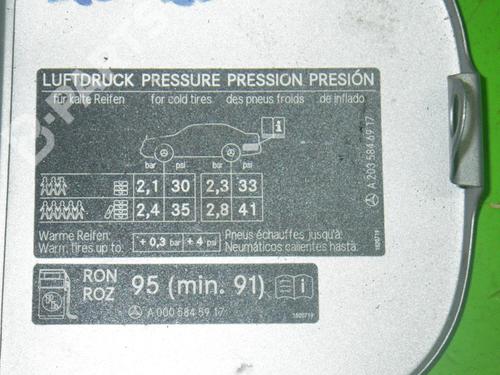 LUFTDRUCK PRESSURE PRESSION PRESIÓN
für kalte Reifen for cold tires des pneus froids de inflado
i
bar psi bar psi
2,1 30 2,3 33
2,4 35 2,8 41
Warme Reifen: Pneus échauffés jusqu'à:
Warm tires up to: + 0,3 bar + 4 psi Neumáticos calientes hasta:
A 203 584 69 17
1505719
RON
ROZ 95 (min. 91) i
A 000 584 59 17
1505719